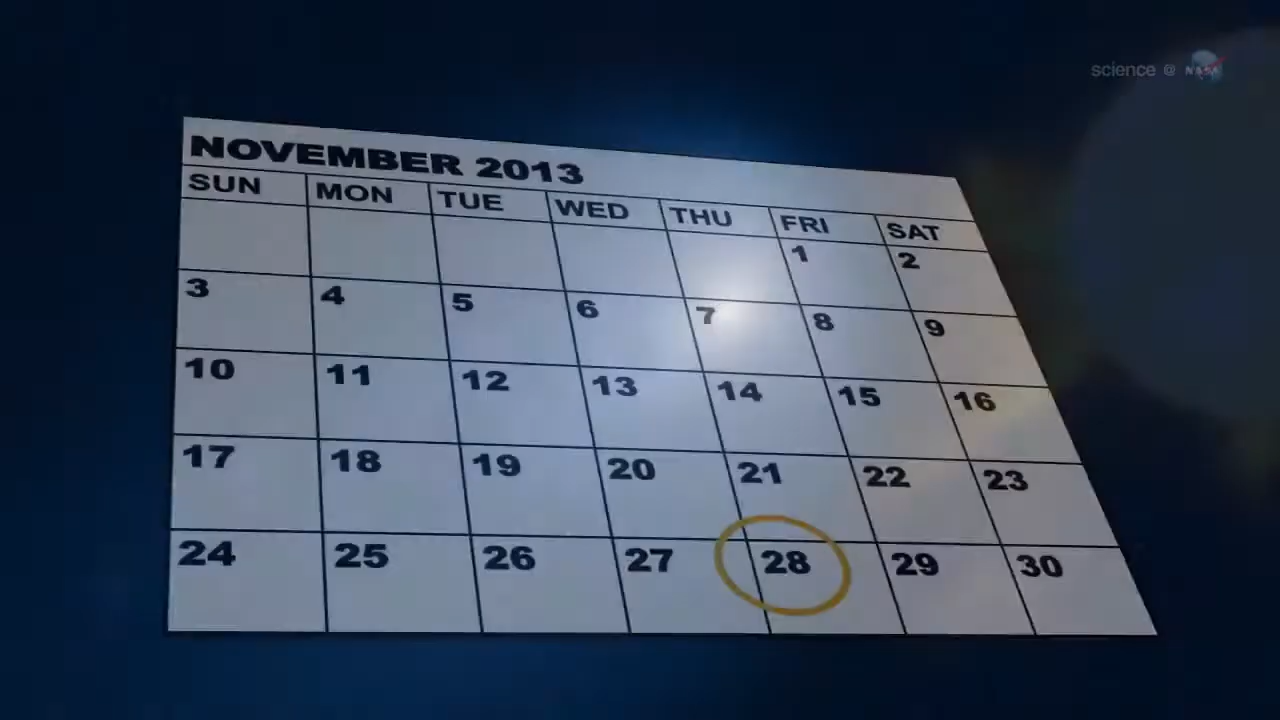 science @ NASA
NOVEMBER 2013
SUN MON TUE WED THU FRI SAT
1 2
3 4 5 6 7 8 9
10 11 12 13 14 15 16
17 18 19 20 21 22 23
24 25 26 27 28 29 30